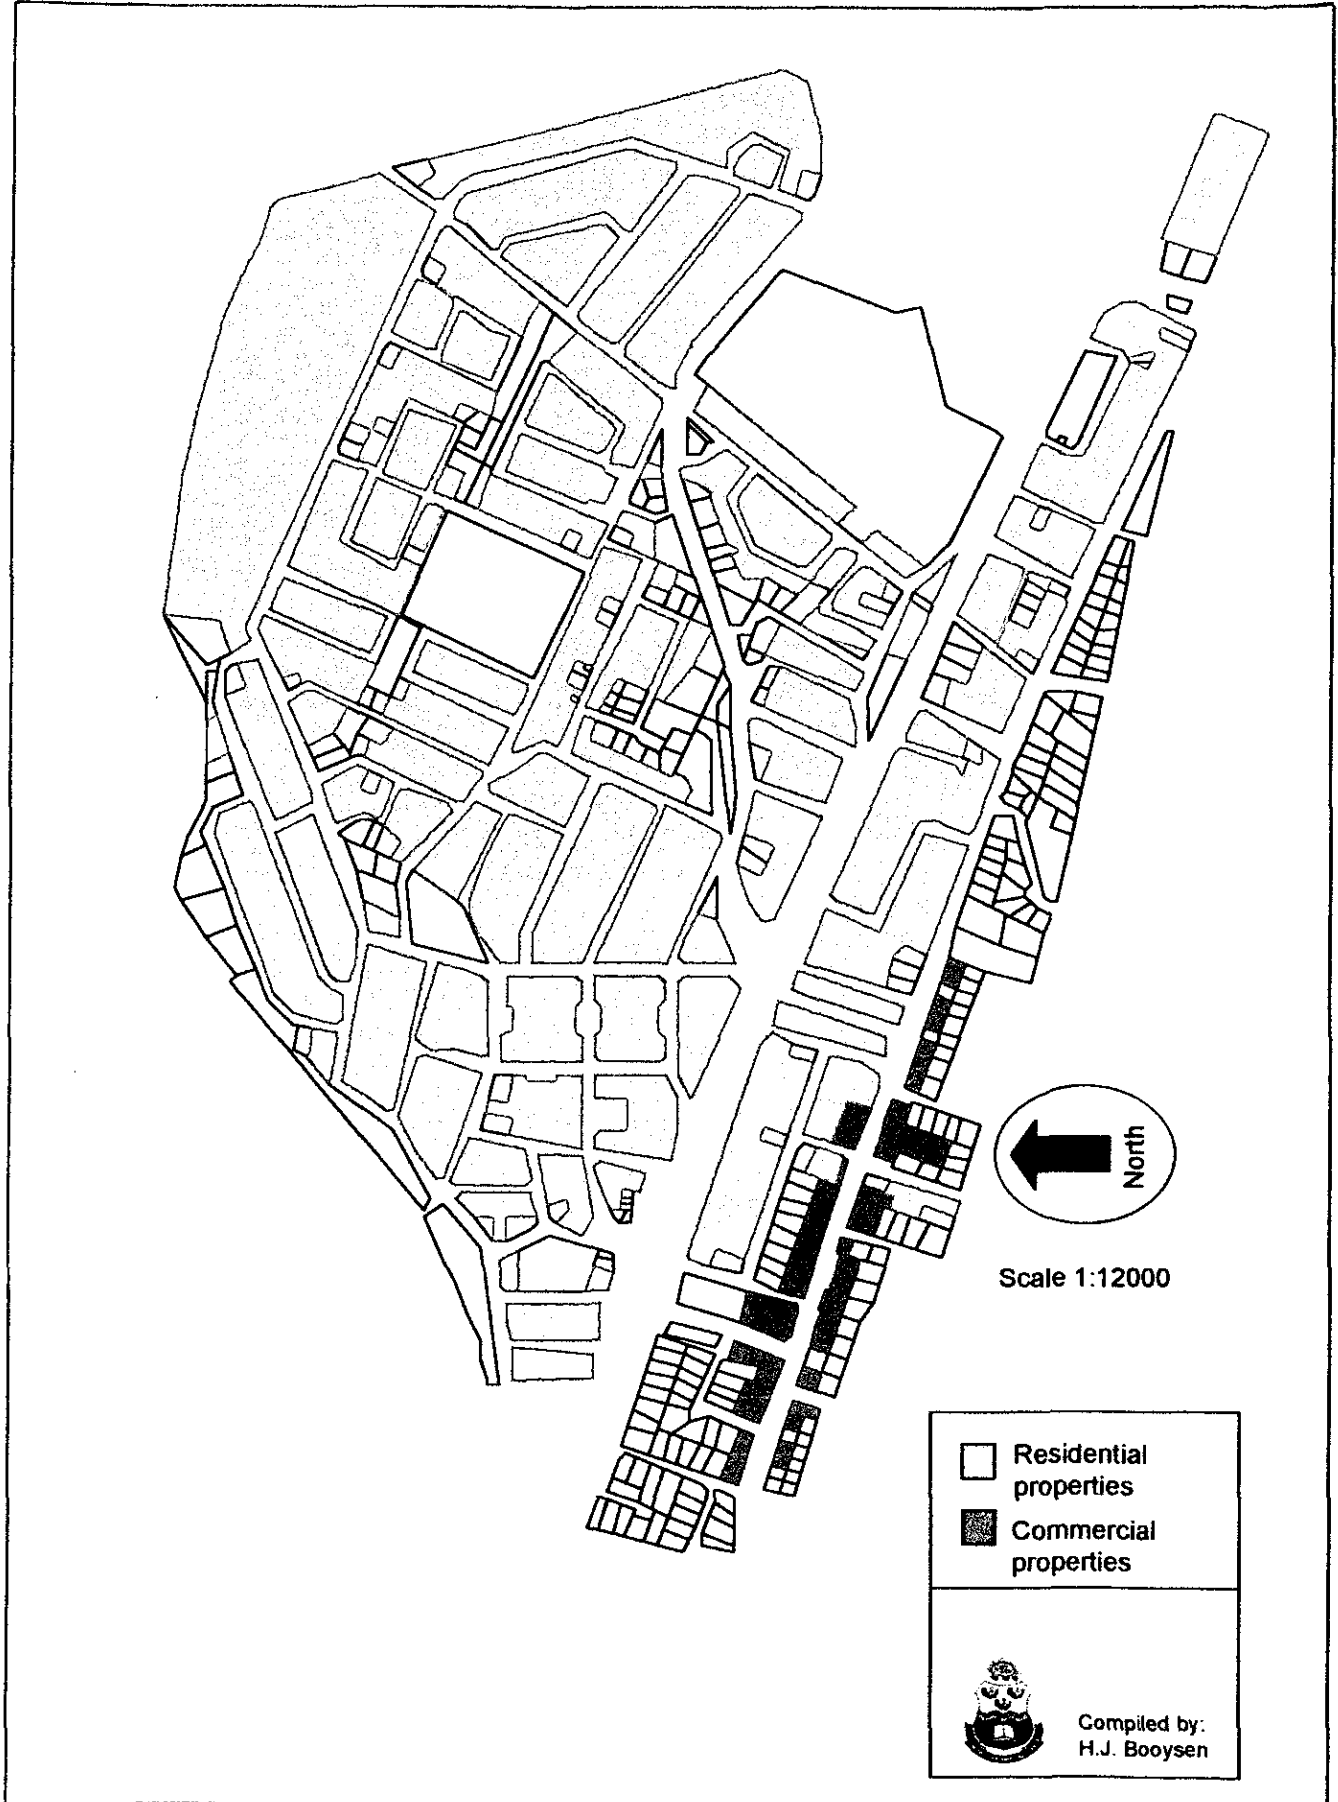 North
Scale 1:12000
Residential
properties
Commercial
properties
Compiled by:
H.J. Booysen